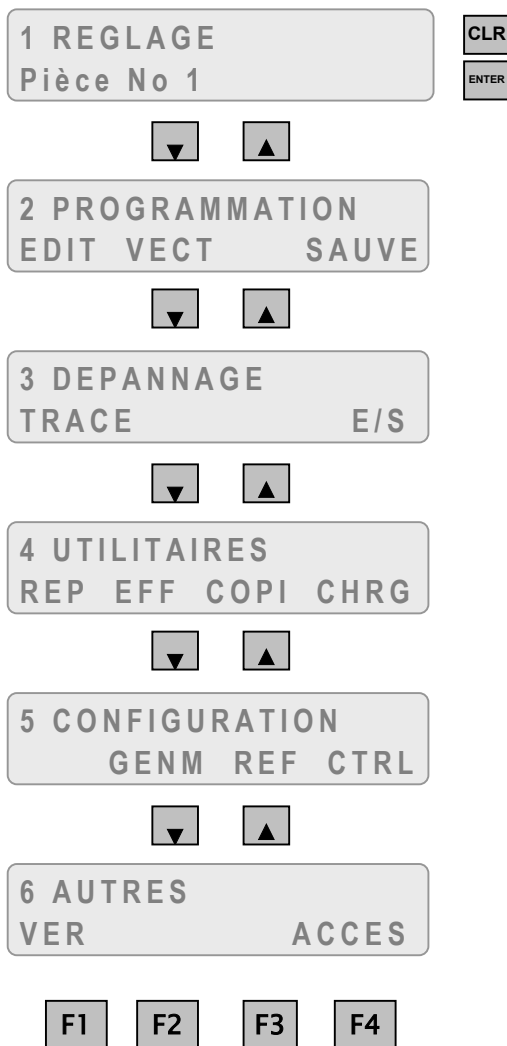 1 REGLAGE
CLR
Pièce No 1
ENTER
▼ ▲
2 PROGRAMMATION
EDIT VECT SAUVE
▼ ▲
3 DEPANNAGE
TRACE E/S
▼ ▲
4 UTILITAIRES
REP EFF COPI CHRG
▼ ▲
5 CONFIGURATION
GENM REF CTRL
▼ ▲
6 AUTRES
VER ACCES
F1 F2 F3 F4